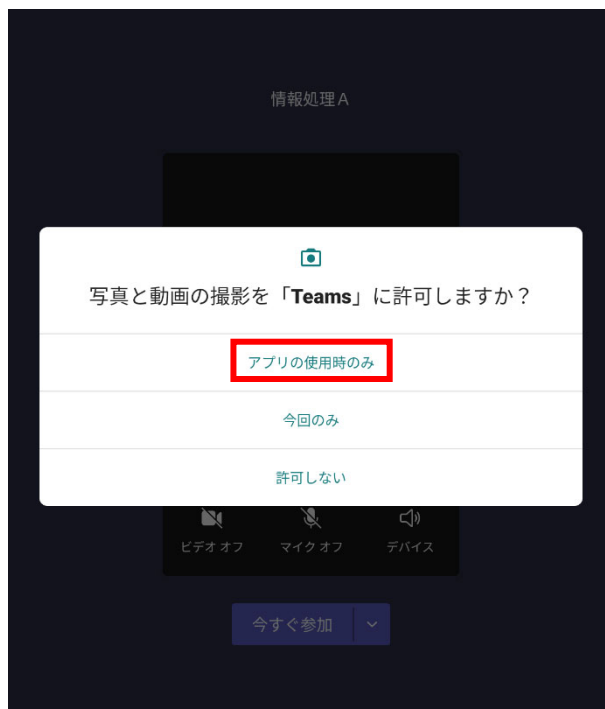 情報処理A
写真と動画の撮影を「Teams」に許可しますか？
アプリの使用時のみ
今回のみ
許可しない
ビデオ オフ マイク オフ デバイス
今すぐ参加